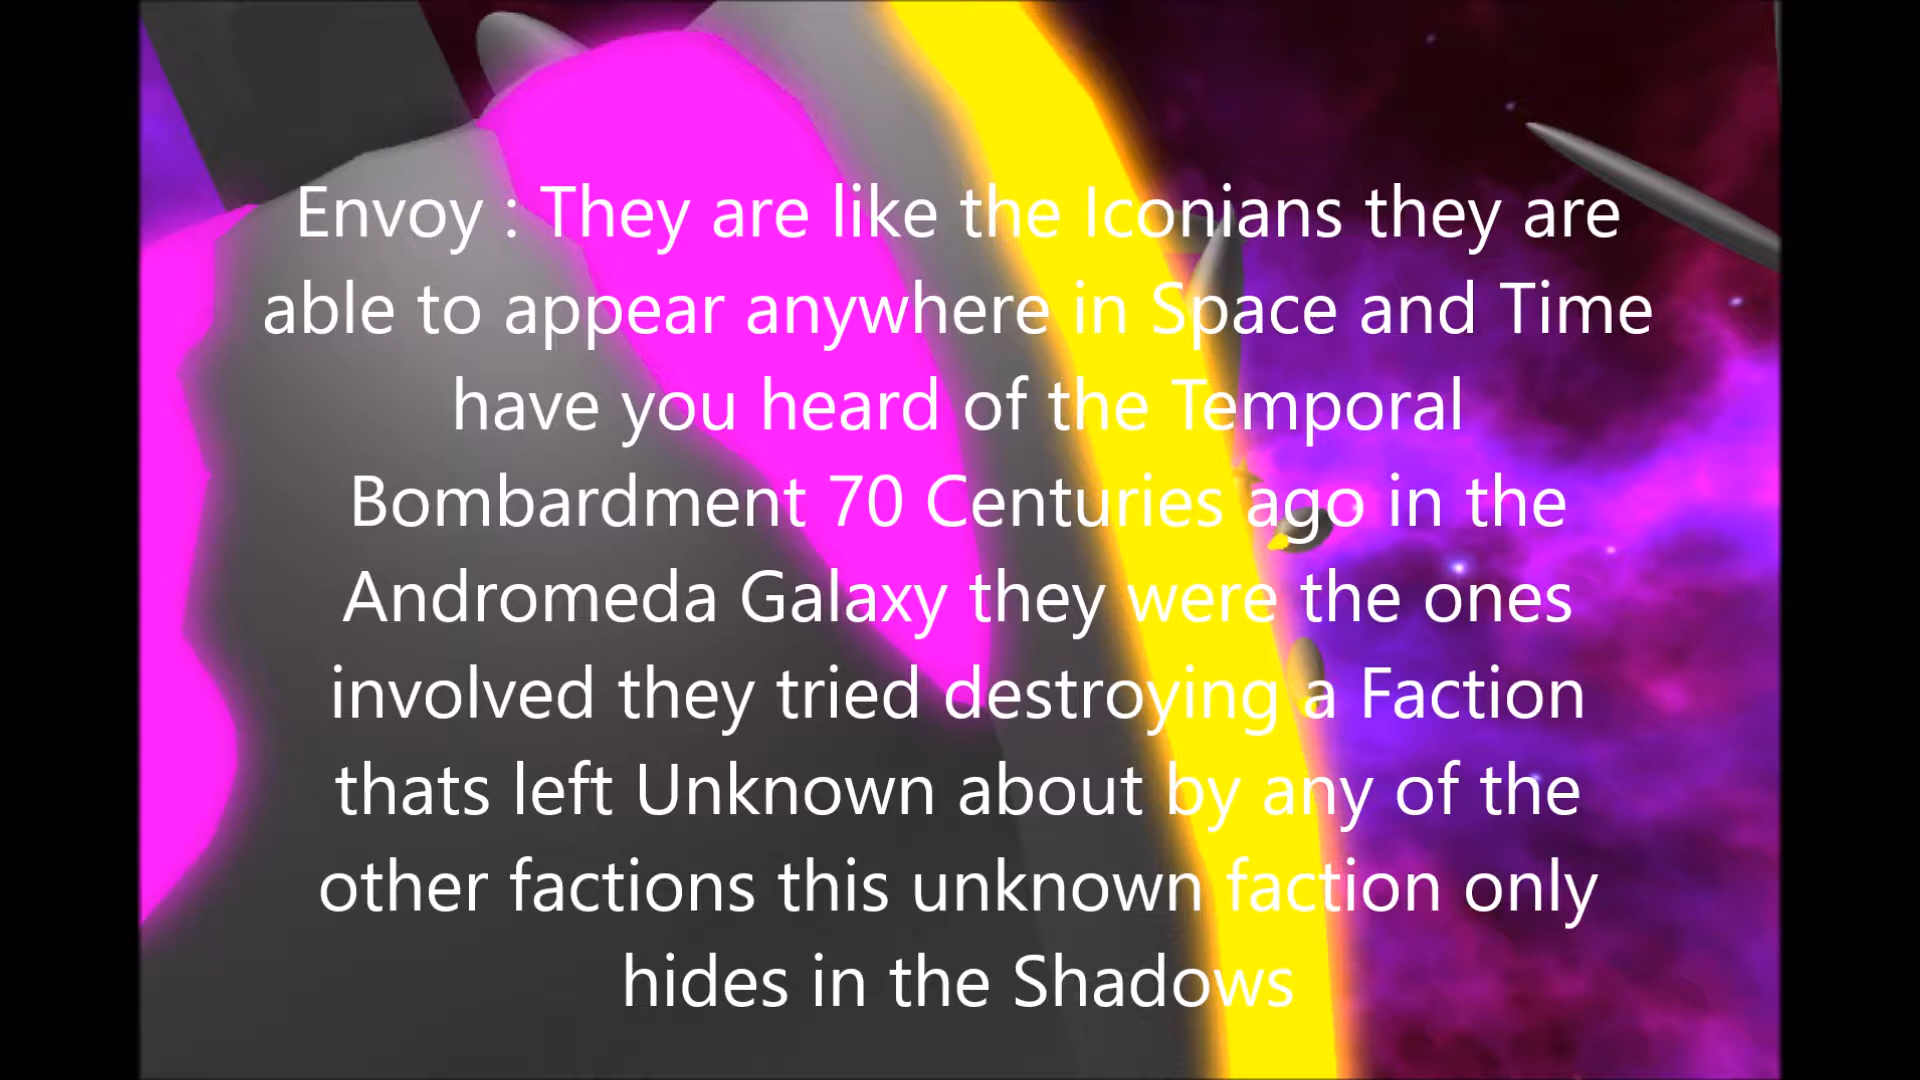 Envoy : They are like the Iconians they are
able to appear anywhere in Space and Time
have you heard of the Temporal
Bombardment 70 Centuries ago in the
Andromeda Galaxy they were the ones
involved they tried destroying a Faction
thats left Unknown about by any of the
other factions this unknown faction only
hides in the Shadows